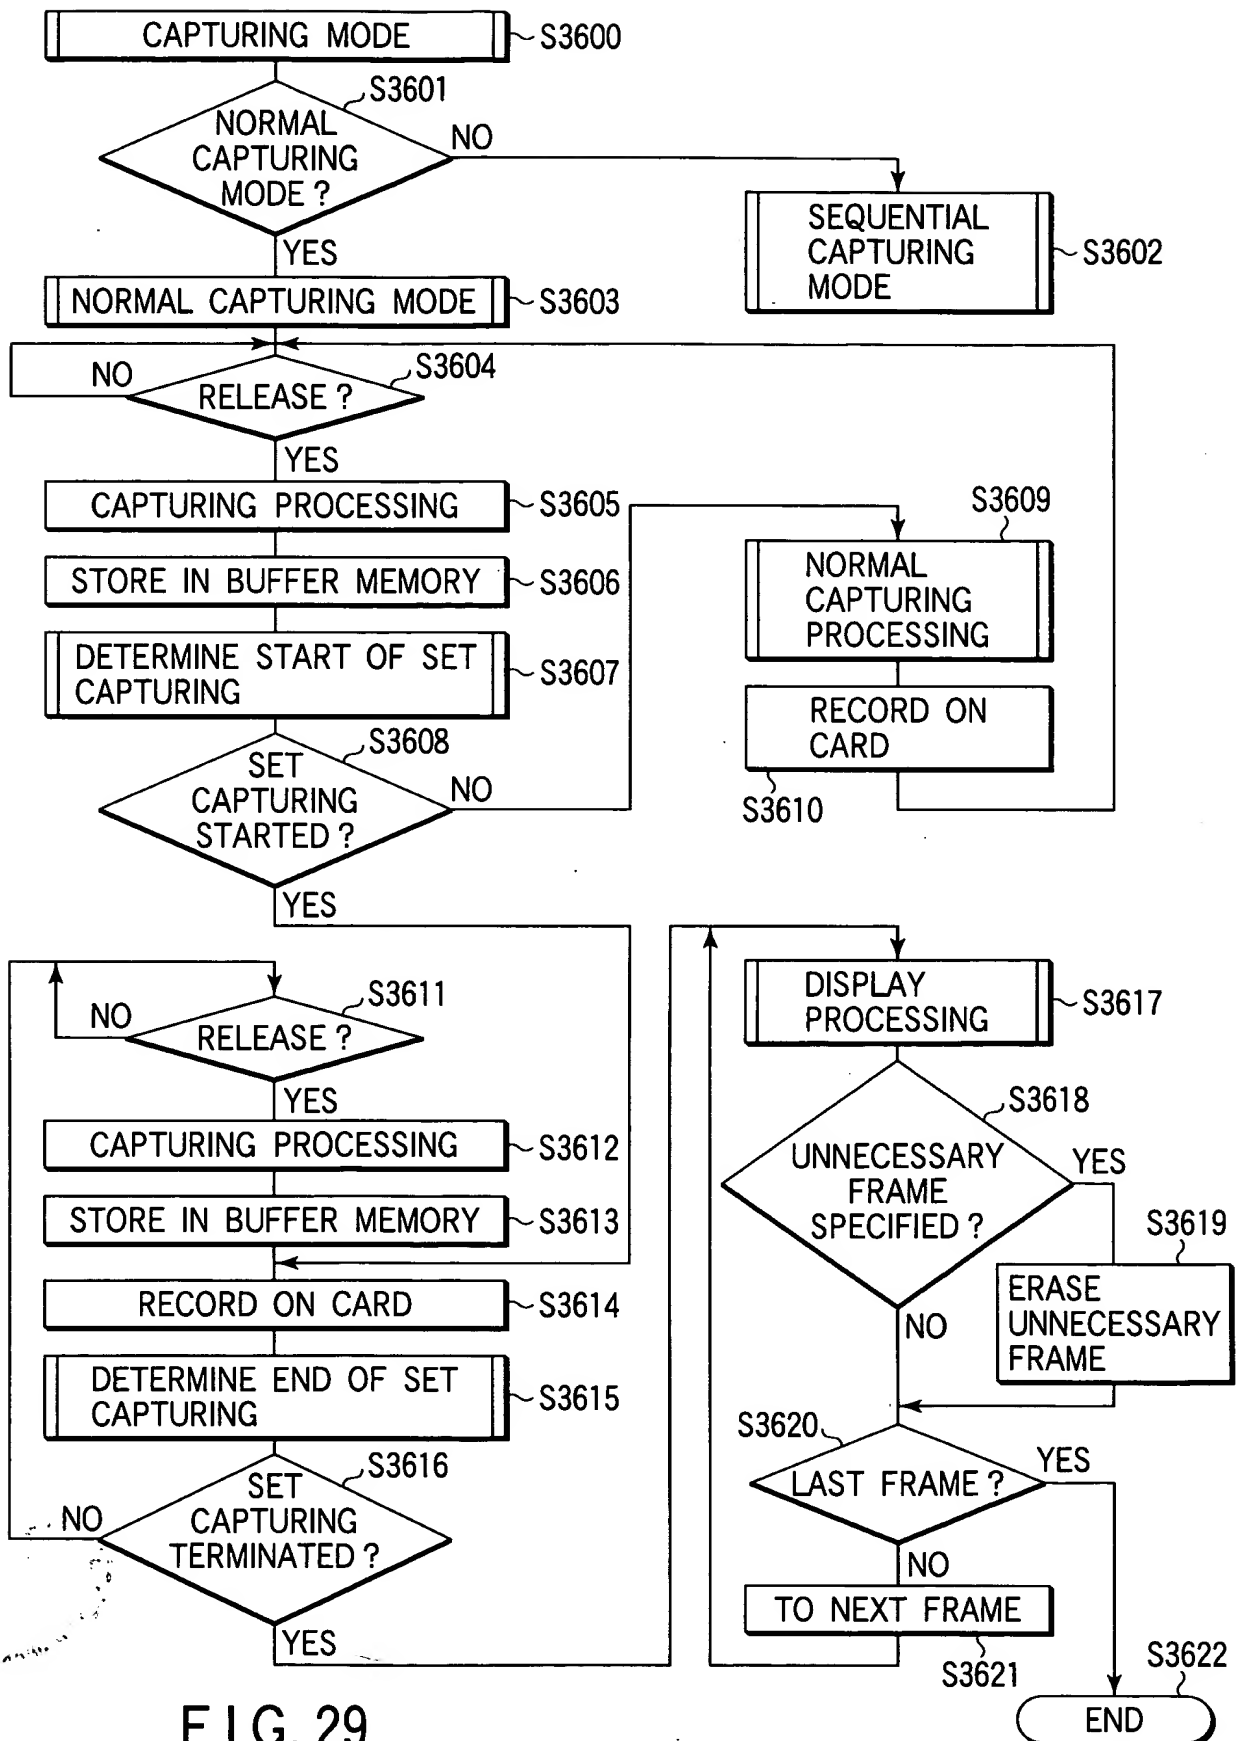 CAPTURING MODE
S3600
S3601
NORMAL
CAPTURING
MODE?
NO
YES
SEQUENTIAL
CAPTURING
MODE
S3602
NORMAL CAPTURING MODE
S3603
S3604
NO
RELEASE?
YES
CAPTURING PROCESSING
S3605
STORE IN BUFFER MEMORY
S3606
DETERMINE START OF SET
CAPTURING
S3607
S3608
SET
CAPTURING
STARTED?
NO
YES
S3609
NORMAL
CAPTURING
PROCESSING
RECORD ON
CARD
S3610
S3611
NO
RELEASE?
YES
CAPTURING PROCESSING
S3612
STORE IN BUFFER MEMORY
S3613
RECORD ON CARD
S3614
DETERMINE END OF SET
CAPTURING
S3615
S3616
SET
CAPTURING
TERMINATED?
NO
YES
DISPLAY
PROCESSING
S3617
S3618
UNNECESSARY
FRAME
SPECIFIED?
YES
NO
S3619
ERASE
UNNECESSARY
FRAME
S3620
LAST FRAME?
YES
NO
TO NEXT FRAME
S3621
S3622
END
FIG. 29